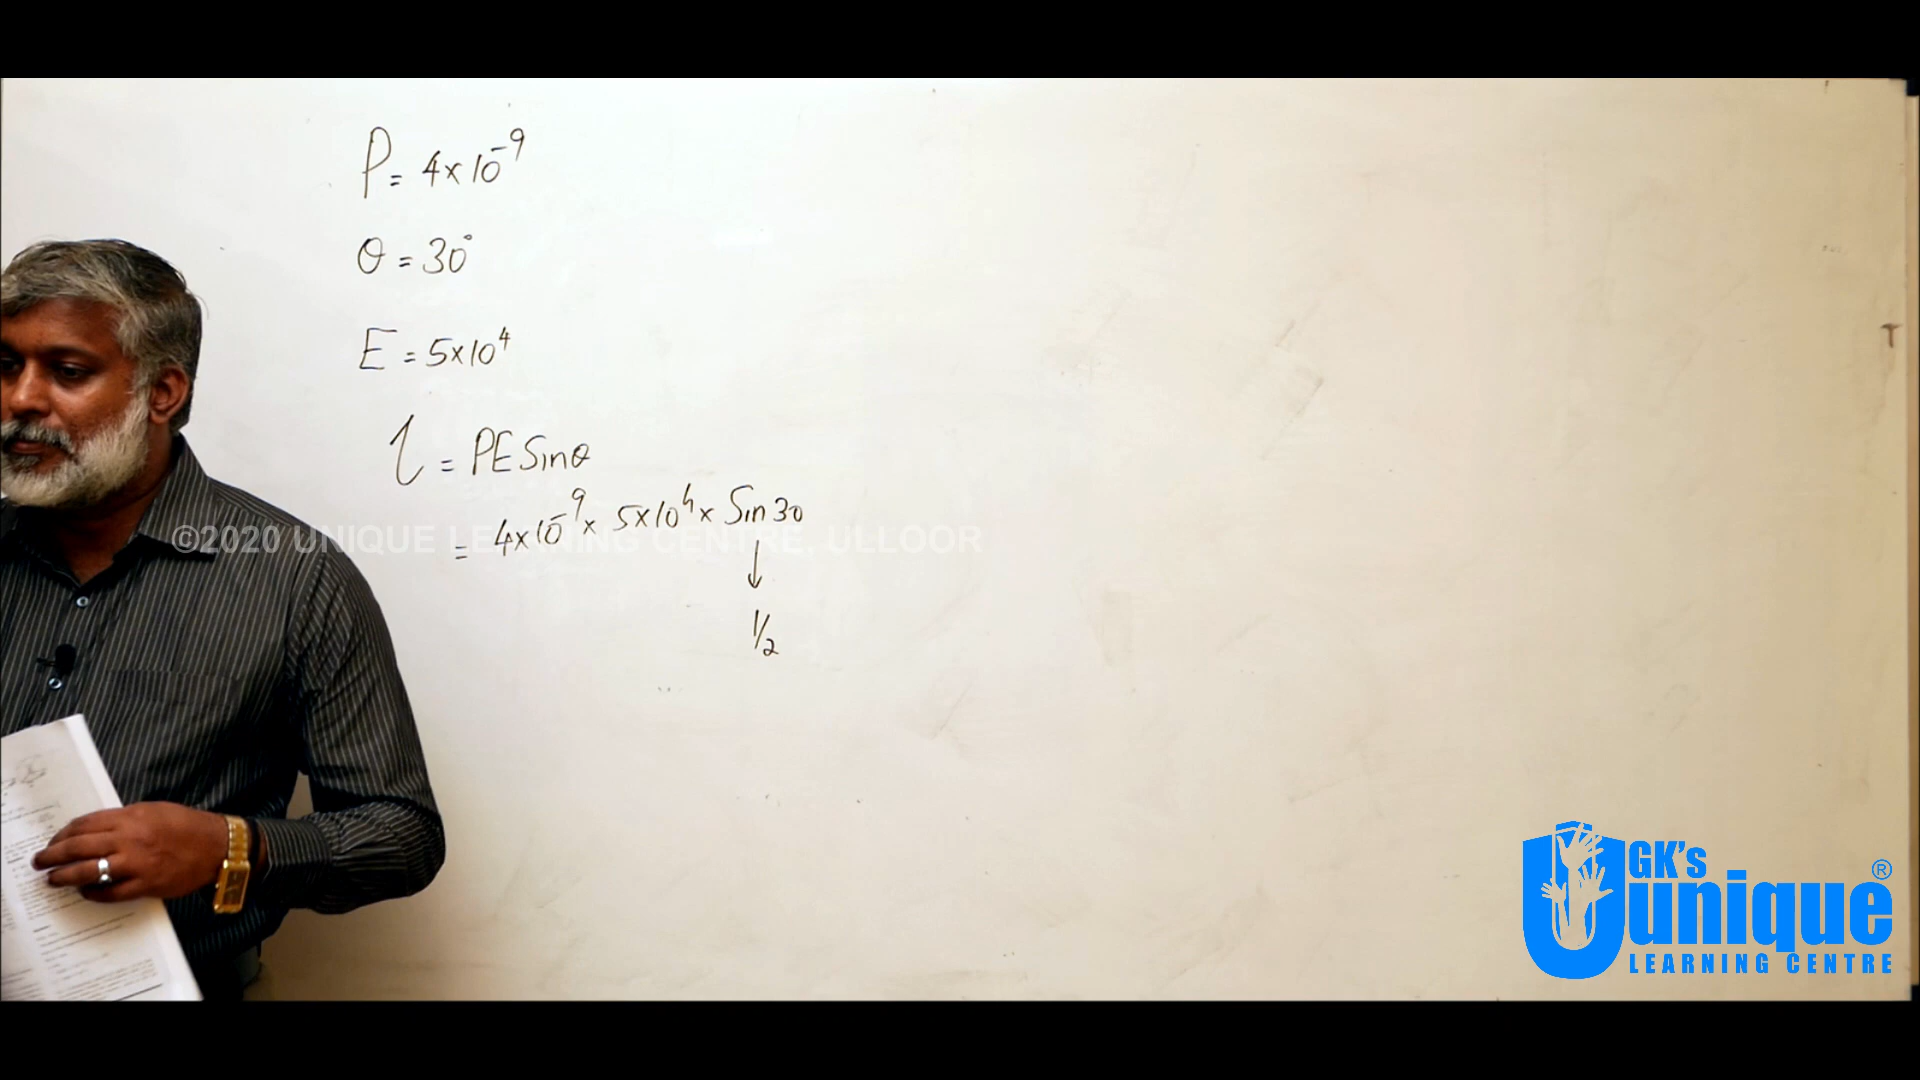 P = 4×10⁻⁹
θ = 30°
E = 5×10⁴
τ = PE Sinθ
= 4×10⁻⁹ × 5×10⁴ × Sin 30
↓
1/2
©2020 UNIQUE LEARNING CENTRE, ULLOOR
GK's
unique ®
LEARNING CENTRE